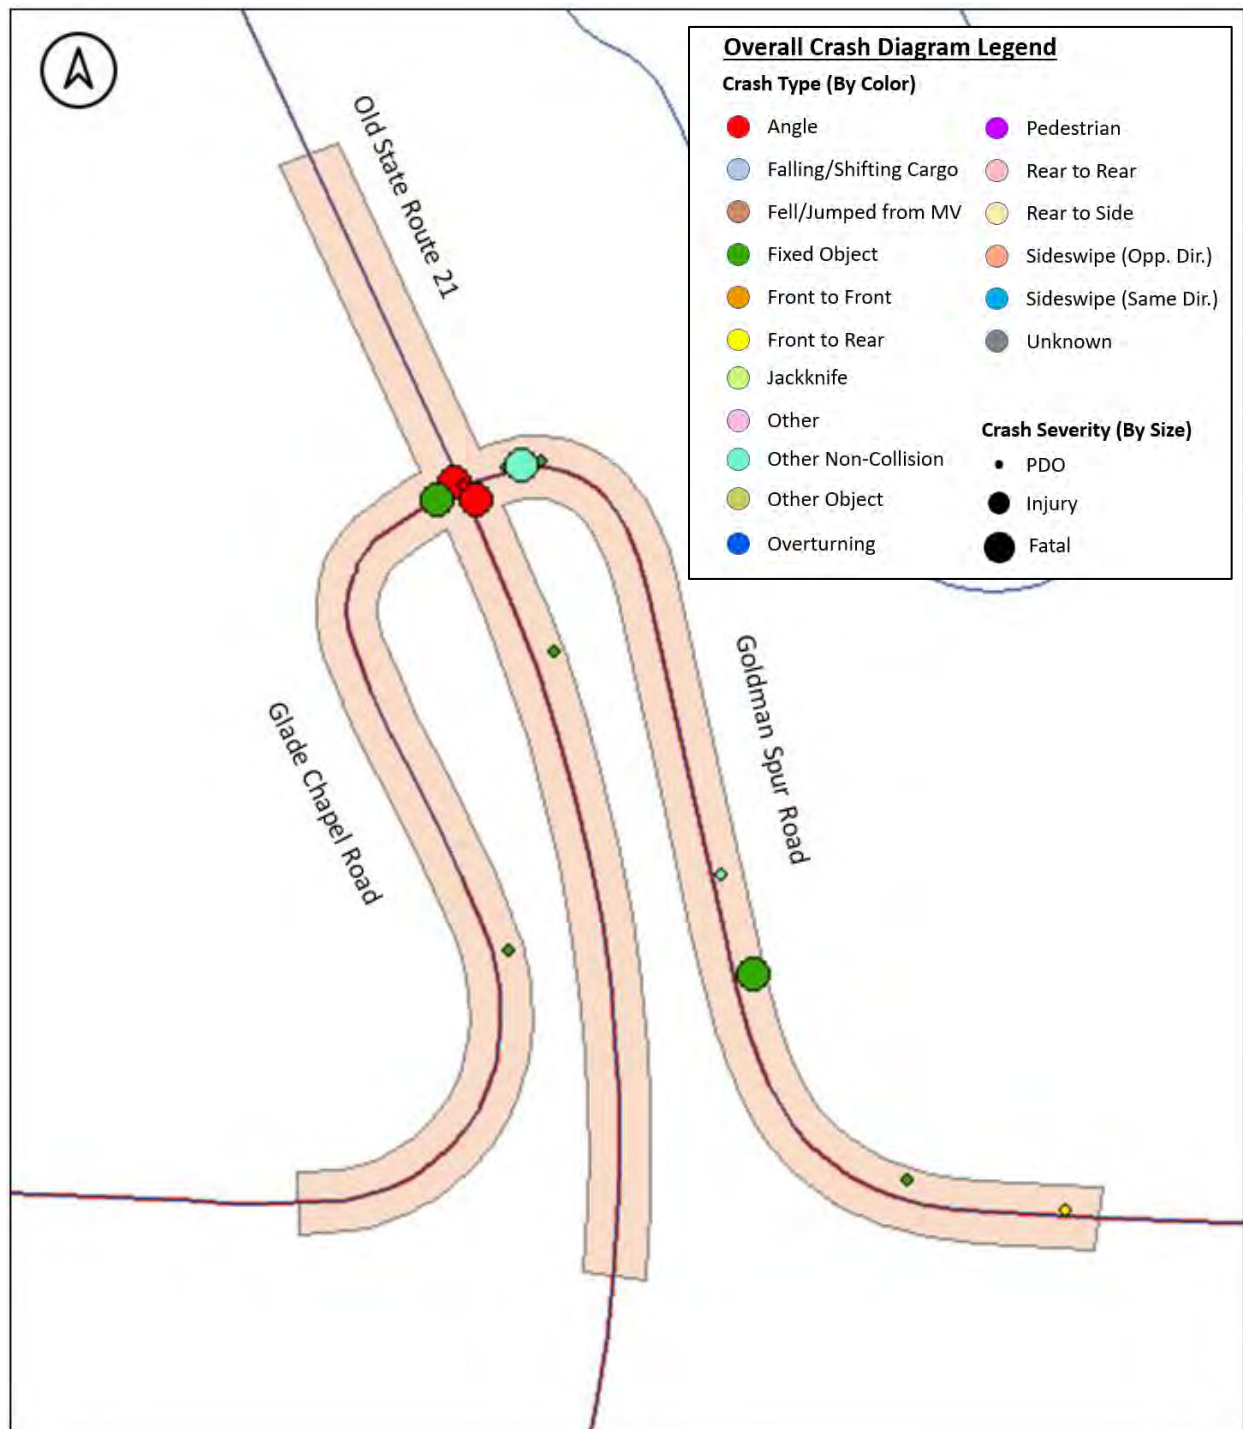 Overall Crash Diagram Legend
Crash Type (By Color)
Angle
Falling/Shifting Cargo
Fell/Jumped from MV
Fixed Object
Front to Front
Front to Rear
Jackknife
Other
Other Non-Collision
Other Object
Overturning
Pedestrian
Rear to Rear
Rear to Side
Sideswipe (Opp. Dir.)
Sideswipe (Same Dir.)
Unknown
Crash Severity (By Size)
PDO
Injury
Fatal
Old State Route 21
Goldman Spur Road
Glade Chapel Road